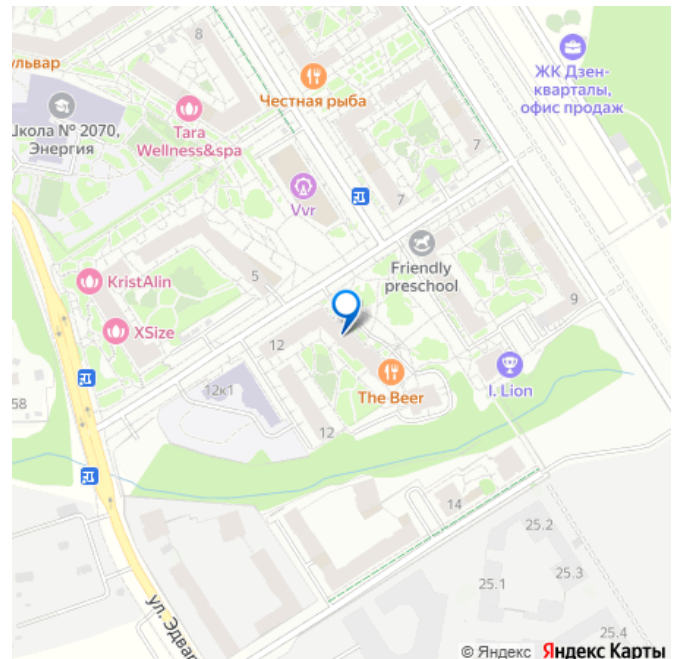 8
ульвар
Честная рыба
ЖК Дзен-
кварталы,
офис продаж
Школа № 2070,
Энергия
Tara
Wellness&spa
7
Vvr
7
Friendly
preschool
KristAlin
5
9
XSize
12
12к1
The Beer
I. Lion
58
12
14
25.2
25.1
25.3
ул. Эдвар
25.4
© Яндекс Яндекс Карты